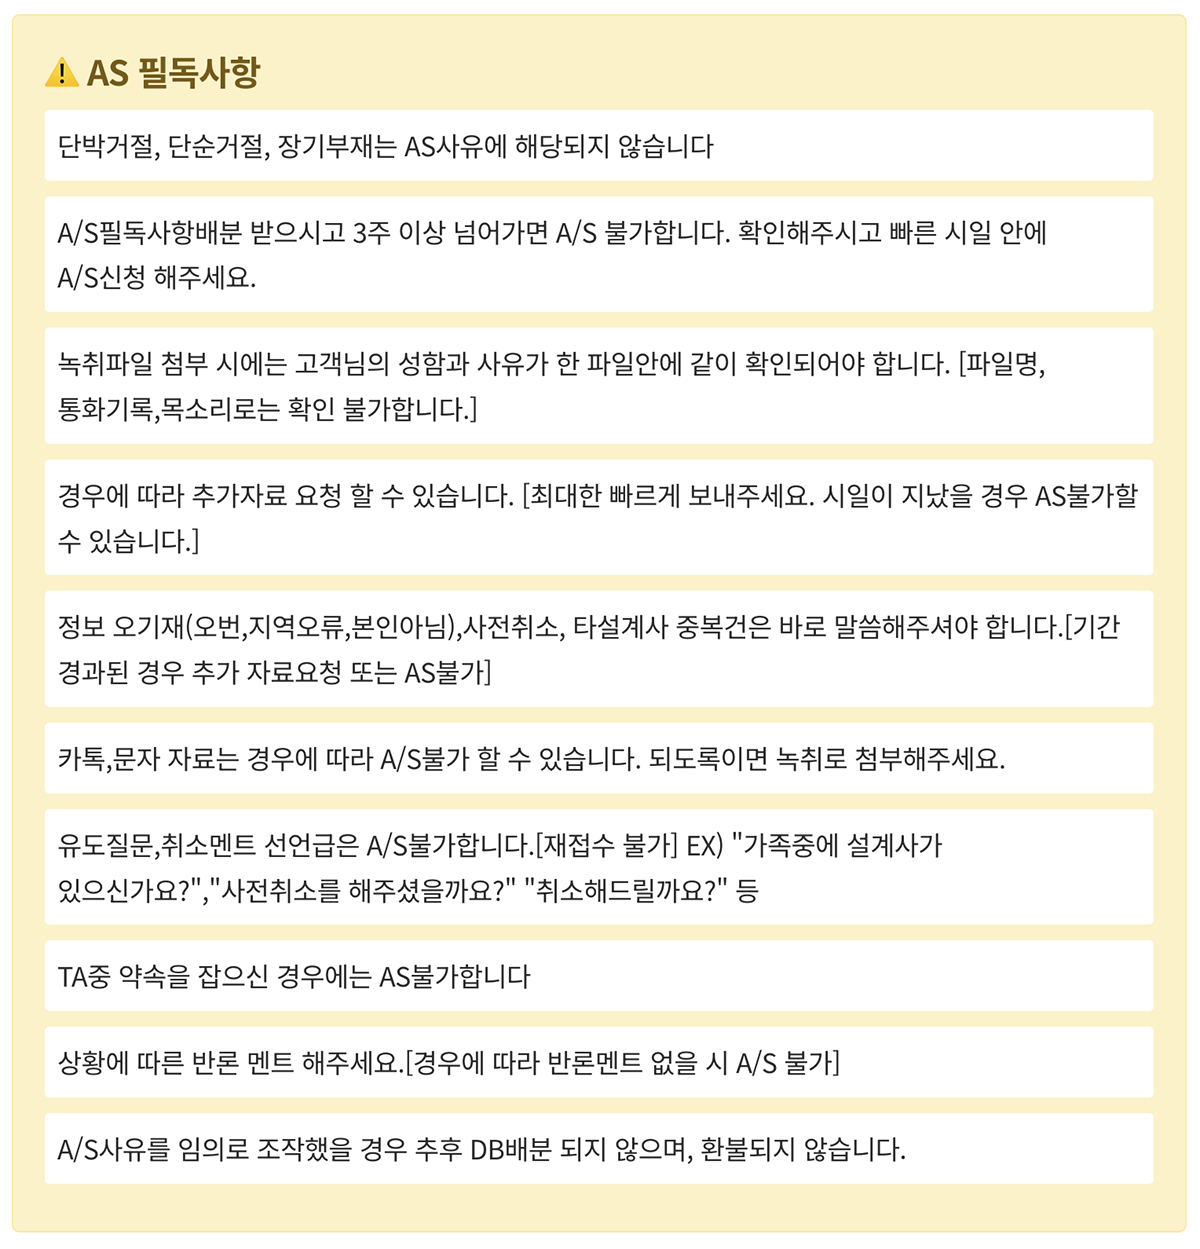 ⚠ AS 필독사항
단박거절, 단순거절, 장기부재는 AS사유에 해당되지 않습니다
A/S필독사항배분 받으시고 3주 이상 넘어가면 A/S 불가합니다. 확인해주시고 빠른 시일 안에
A/S신청 해주세요.
녹취파일 첨부 시에는 고객님의 성함과 사유가 한 파일안에 같이 확인되어야 합니다. [파일명,
통화기록,목소리로는 확인 불가합니다.]
경우에 따라 추가자료 요청 할 수 있습니다. [최대한 빠르게 보내주세요. 시일이 지났을 경우 AS불가할
수 있습니다.]
정보 오기재(오번,지역오류,본인아님),사전취소, 타설계사 중복건은 바로 말씀해주셔야 합니다.[기간
경과된 경우 추가 자료요청 또는 AS불가]
카톡,문자 자료는 경우에 따라 A/S불가 할 수 있습니다. 되도록이면 녹취로 첨부해주세요.
유도질문,취소멘트 선언급은 A/S불가합니다.[재접수 불가] EX) "가족중에 설계사가
있으신가요?","사전취소를 해주셨을까요?" "취소해드릴까요?" 등
TA중 약속을 잡으신 경우에는 AS불가합니다
상황에 따른 반론 멘트 해주세요.[경우에 따라 반론멘트 없을 시 A/S 불가]
A/S사유를 임의로 조작했을 경우 추후 DB배분 되지 않으며, 환불되지 않습니다.